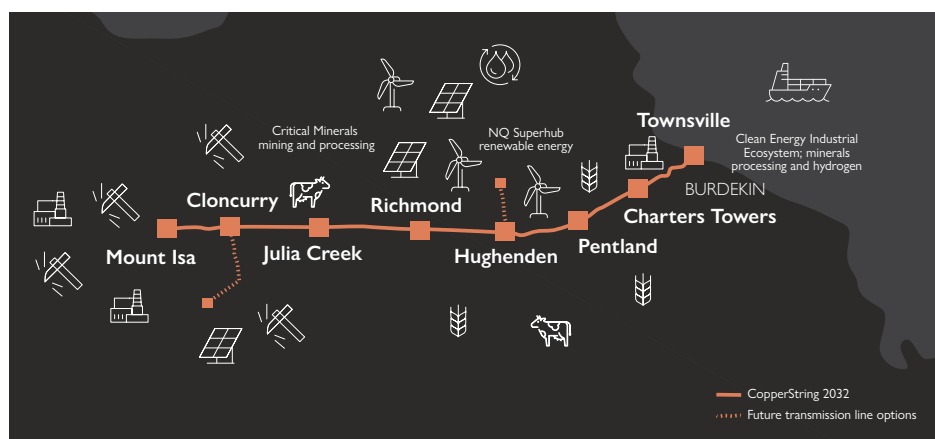 Critical Minerals
mining and processing
NQ Superhub
renewable energy
Townsville
Clean Energy Industrial
Ecosystem; minerals
processing and hydrogen
BURDEKIN
Charters Towers
Cloncurry
Richmond
Mount Isa
Julia Creek
Hughenden
Pentland
CopperString 2032
Future transmission line options